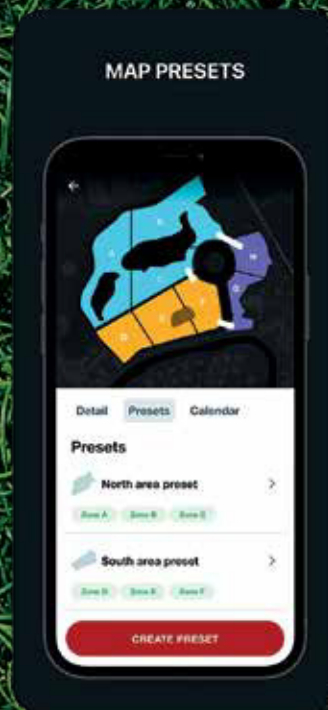 MAP PRESETS
Detail Presets Calendar
Presets
North area preset
Zone A Zone B Zone C
South area preset
Zone D Zone E Zone F
CREATE PRESET